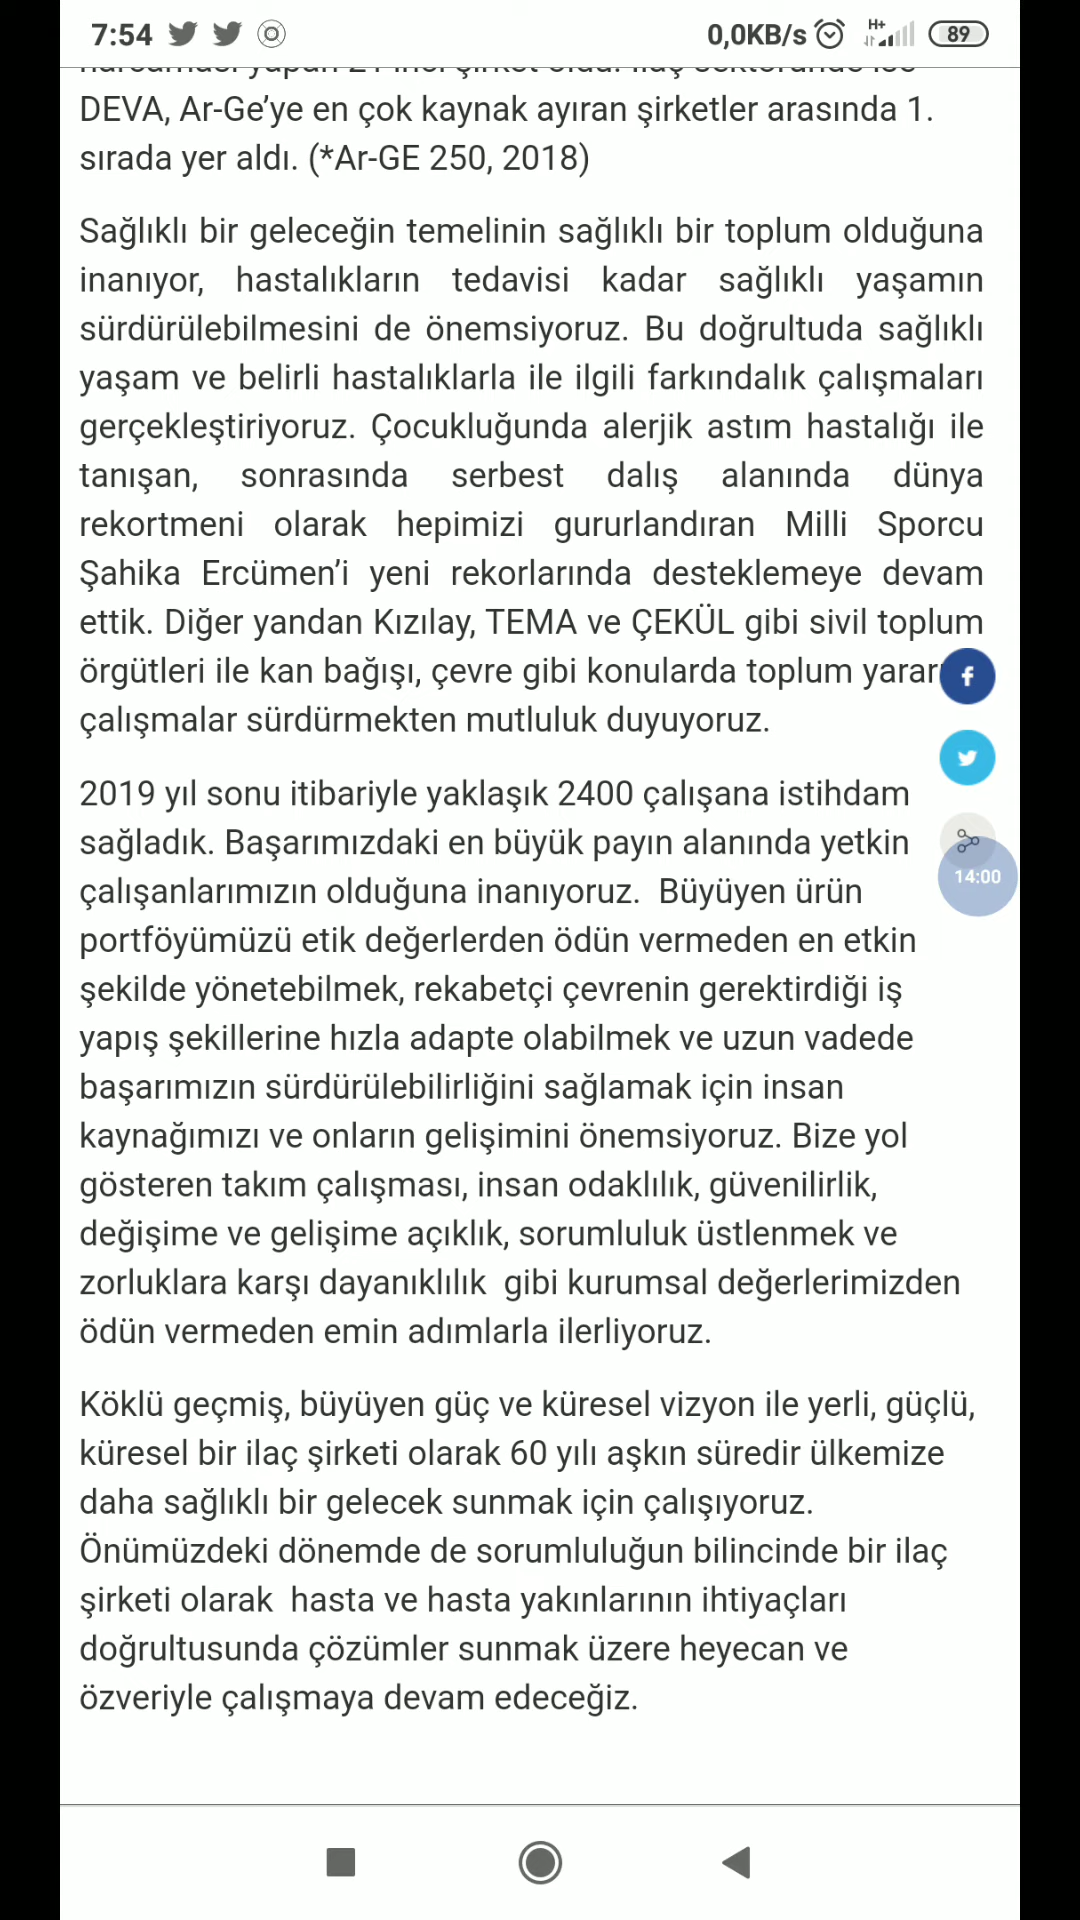 7:54
0,0KB/s
H+
89
DEVA, Ar-Ge’ye en çok kaynak ayıran şirketler arasında 1.
sırada yer aldı. (*Ar-GE 250, 2018)
Sağlıklı bir geleceğin temelinin sağlıklı bir toplum olduğuna
inanıyor, hastalıkların tedavisi kadar sağlıklı yaşamın
sürdürülebilmesini de önemsiyoruz. Bu doğrultuda sağlıklı
yaşam ve belirli hastalıklarla ile ilgili farkındalık çalışmaları
gerçekleştiriyoruz. Çocukluğunda alerjik astım hastalığı ile
tanışan, sonrasında serbest dalış alanında dünya
rekortmeni olarak hepimizi gururlandıran Milli Sporcu
Şahika Ercümen’i yeni rekorlarında desteklemeye devam
ettik. Diğer yandan Kızılay, TEMA ve ÇEKÜL gibi sivil toplum
örgütleri ile kan bağışı, çevre gibi konularda toplum
çalışmalar sürdürmekten mutluluk duyuyoruz.
2019 yıl sonu itibariyle yaklaşık 2400 çalışana istihdam
sağladık. Başarımızdaki en büyük payın alanında yetkin
çalışanlarımızın olduğuna inanıyoruz.  Büyüyen ürün
14:00
portföyümüzü etik değerlerden ödün vermeden en etkin
şekilde yönetebilmek, rekabetçi çevrenin gerektirdiği iş
yapış şekillerine hızla adapte olabilmek ve uzun vadede
başarımızın sürdürülebilirliğini sağlamak için insan
kaynağımızı ve onların gelişimini önemsiyoruz. Bize yol
gösteren takım çalışması, insan odaklılık, güvenilirlik,
değişime ve gelişime açıklık, sorumluluk üstlenmek ve
zorluklara karşı dayanıklılık  gibi kurumsal değerlerimizden
ödün vermeden emin adımlarla ilerliyoruz.
Köklü geçmiş, büyüyen güç ve küresel vizyon ile yerli, güçlü,
küresel bir ilaç şirketi olarak 60 yılı aşkın süredir ülkemize
daha sağlıklı bir gelecek sunmak için çalışıyoruz.
Önümüzdeki dönemde de sorumluluğun bilincinde bir ilaç
şirketi olarak  hasta ve hasta yakınlarının ihtiyaçları
doğrultusunda çözümler sunmak üzere heyecan ve
özveriyle çalışmaya devam edeceğiz.